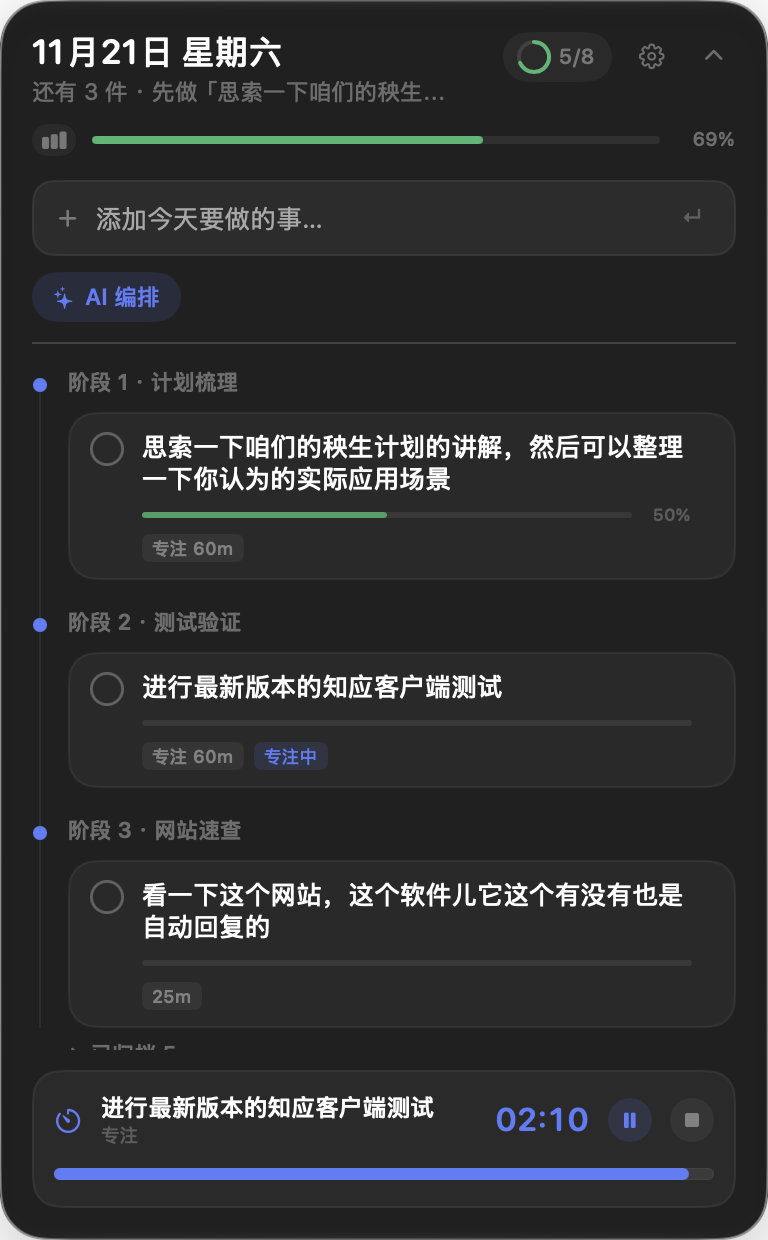 11月21日 星期六
5/8
还有 3 件 · 先做「思索一下咱们的秧生…
69%
+ 添加今天要做的事...
AI 编排
阶段 1 · 计划梳理
思索一下咱们的秧生计划的讲解，然后可以整理
一下你认为的实际应用场景
50%
专注 60m
阶段 2 · 测试验证
进行最新版本的知应客户端测试
专注 60m 专注中
阶段 3 · 网站速查
看一下这个网站，这个软件儿它这个有没有也是
自动回复的
25m
进行最新版本的知应客户端测试
专注
02:10